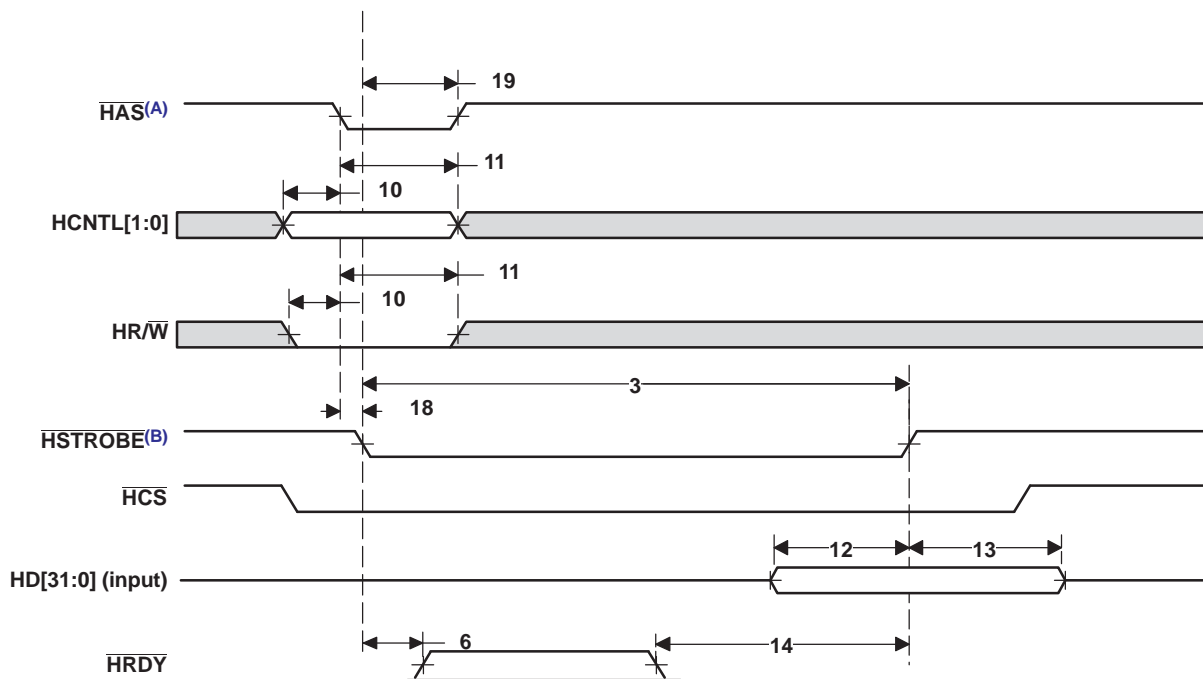 19
HAS(A)
11
10
HCNTL[1:0]
11
10
HR/W
3
18
HSTROBE(B)
HCS
12
13
HD[31:0] (input)
6
14
HRDY